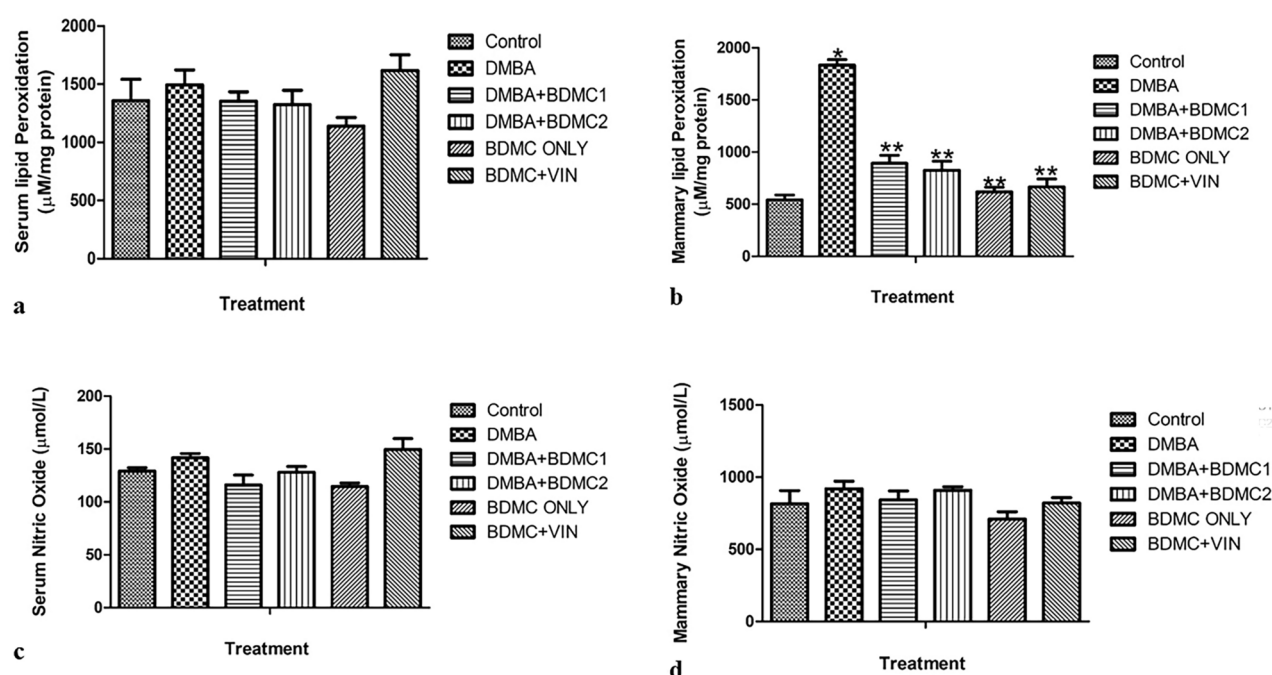 Serum lipid Peroxidation
(μM/mg protein)
2000
1500
1000
500
0
Treatment
Control
DMBA
DMBA+BDMC1
DMBA+BDMC2
BDMC ONLY
BDMC+VIN
a
Mammary lipid Peroxidation
(μM/mg protein)
2000
1500
1000
500
0
*
**
**
**
**
Treatment
Control
DMBA
DMBA+BDMC1
DMBA+BDMC2
BDMC ONLY
BDMC+VIN
b
Serum Nitric Oxide (μmol/L)
200
150
100
50
0
Treatment
Control
DMBA
DMBA+BDMC1
DMBA+BDMC2
BDMC ONLY
BDMC+VIN
c
Mammary Nitric Oxide (μmol/L)
1500
1000
500
0
Treatment
Control
DMBA
DMBA+BDMC1
DMBA+BDMC2
BDMC ONLY
BDMC+VIN
d